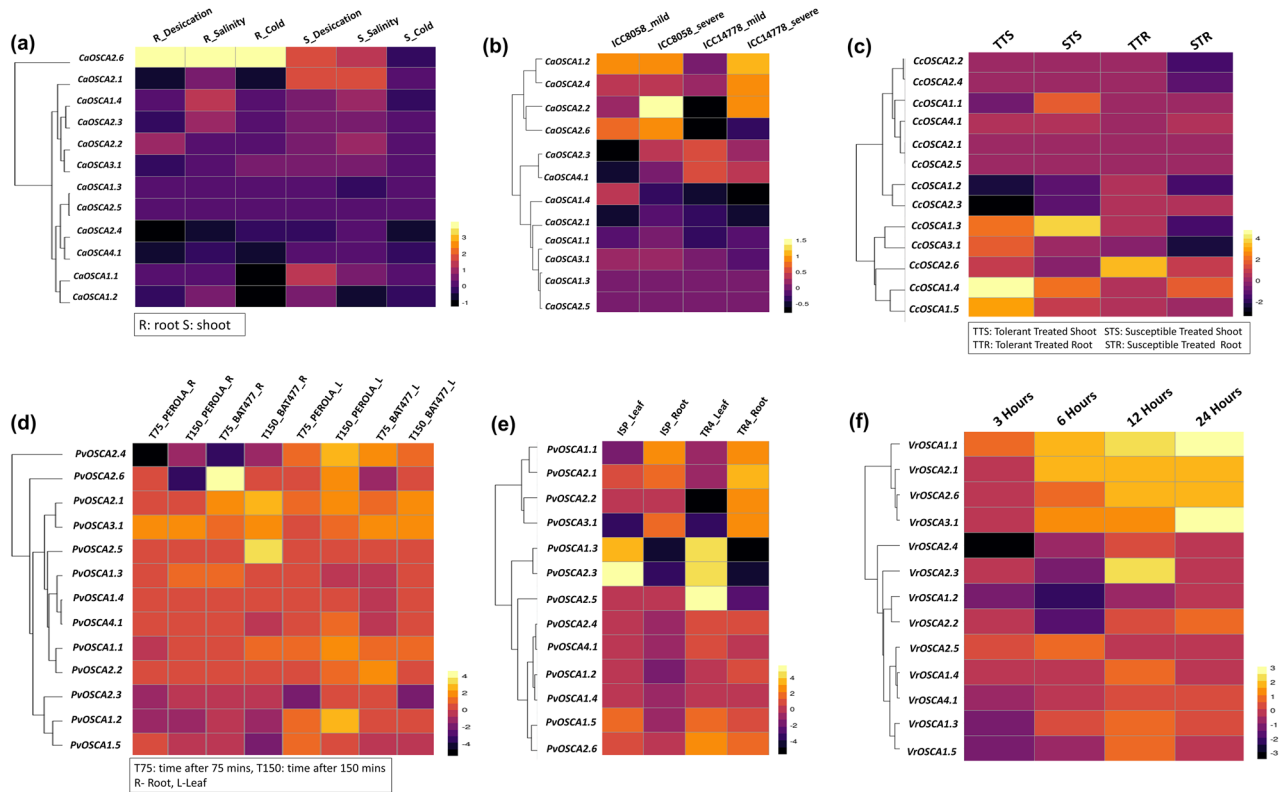 (a)
R_Desiccation
R_Salinity
R_Cold
S_Desiccation
S_Salinity
S_Cold
CaOSCA2.6
CaOSCA2.1
CaOSCA1.4
CaOSCA2.3
CaOSCA2.2
CaOSCA3.1
CaOSCA1.3
CaOSCA2.5
CaOSCA2.4
CaOSCA4.1
CaOSCA1.1
CaOSCA1.2
3
2
1
0
-1
R: root S: shoot
(b)
ICC8058_mild
ICC8058_severe
ICC14778_mild
ICC14778_severe
CaOSCA1.2
CaOSCA2.4
CaOSCA2.2
CaOSCA2.6
CaOSCA2.3
CaOSCA4.1
CaOSCA1.4
CaOSCA2.1
CaOSCA1.1
CaOSCA3.1
CaOSCA1.3
CaOSCA2.5
1.5
1
0.5
0
-0.5
(c)
TTS
STS
TTR
STR
CcOSCA2.2
CcOSCA2.4
CcOSCA1.1
CcOSCA4.1
CcOSCA2.1
CcOSCA2.5
CcOSCA1.2
CcOSCA2.3
CcOSCA1.3
CcOSCA3.1
CcOSCA2.6
CcOSCA1.4
CcOSCA1.5
4
2
0
-2
TTS: Tolerant Treated Shoot STS: Susceptible Treated Shoot
TTR: Tolerant Treated Root STR: Susceptible Treated Root
(d)
T75_PEROLA_R
T150_PEROLA_R
T75_BAT477_R
T150_BAT477_R
T75_PEROLA_L
T150_PEROLA_L
T75_BAT477_L
T150_BAT477_L
PvOSCA2.4
PvOSCA2.6
PvOSCA2.1
PvOSCA3.1
PvOSCA2.5
PvOSCA1.3
PvOSCA1.4
PvOSCA4.1
PvOSCA1.1
PvOSCA2.2
PvOSCA2.3
PvOSCA1.2
PvOSCA1.5
4
2
0
-2
-4
T75: time after 75 mins, T150: time after 150 mins
R- Root, L-Leaf
(e)
ISP_Leaf
ISP_Root
TR4_Leaf
TR4_Root
PvOSCA1.1
PvOSCA2.1
PvOSCA2.2
PvOSCA3.1
PvOSCA1.3
PvOSCA2.3
PvOSCA2.5
PvOSCA2.4
PvOSCA4.1
PvOSCA1.2
PvOSCA1.4
PvOSCA1.5
PvOSCA2.6
4
2
0
-2
-4
(f)
3 Hours
6 Hours
12 Hours
24 Hours
VrOSCA1.1
VrOSCA2.1
VrOSCA2.6
VrOSCA3.1
VrOSCA2.4
VrOSCA2.3
VrOSCA1.2
VrOSCA2.2
VrOSCA2.5
VrOSCA1.4
VrOSCA4.1
VrOSCA1.3
VrOSCA1.5
3
2
1
0
-1
-2
-3